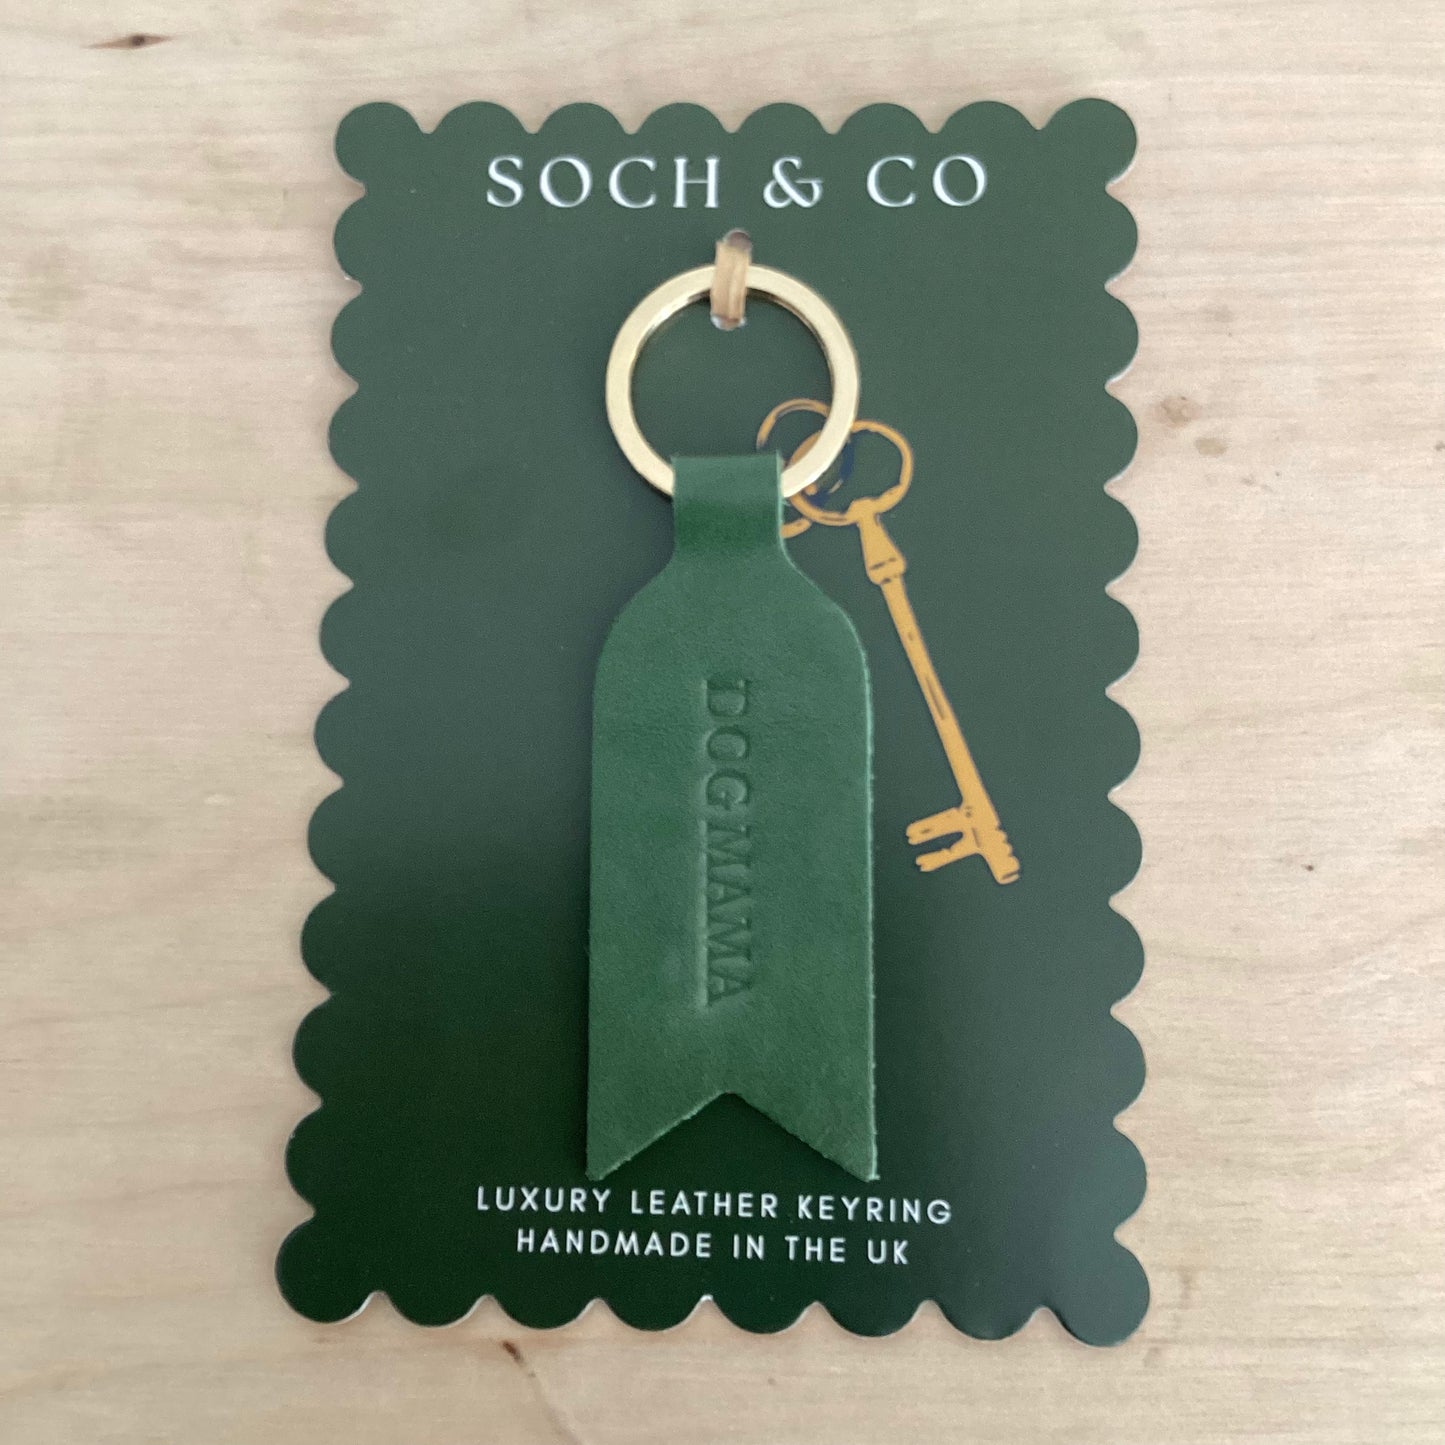 SOCH & CO
DOGMAMA
LUXURY LEATHER KEYRING
HANDMADE IN THE UK